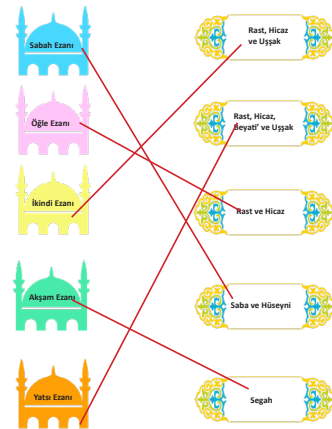 Sabah Ezanı
Rast, Hicaz
ve Uşşak
Öğle Ezanı
Rast, Hicaz,
Beyati' ve Uşşak
İkindi Ezanı
Rast ve Hicaz
Akşam Ezanı
Saba ve Hüseyni
Yatsı Ezanı
Segah